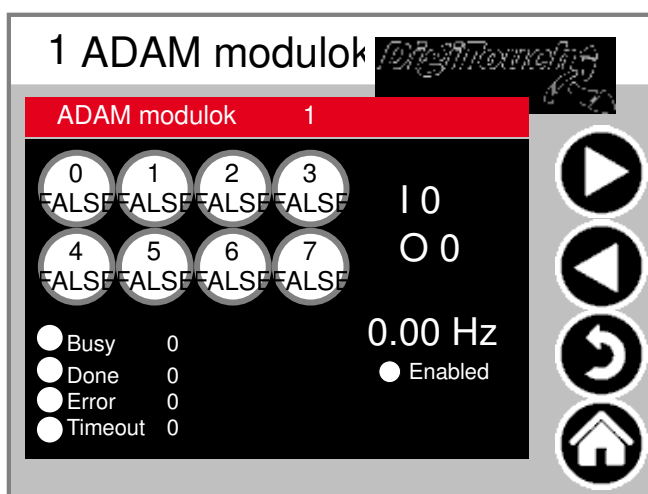 1 ADAM modulok
DigiTouch
ADAM modulok 1
0 1 2 3
FALSE FALSE FALSE FALSE
I 0
4 5 6 7
FALSE FALSE FALSE FALSE
O 0
0.00 Hz
Enabled
Busy 0
Done 0
Error 0
Timeout 0